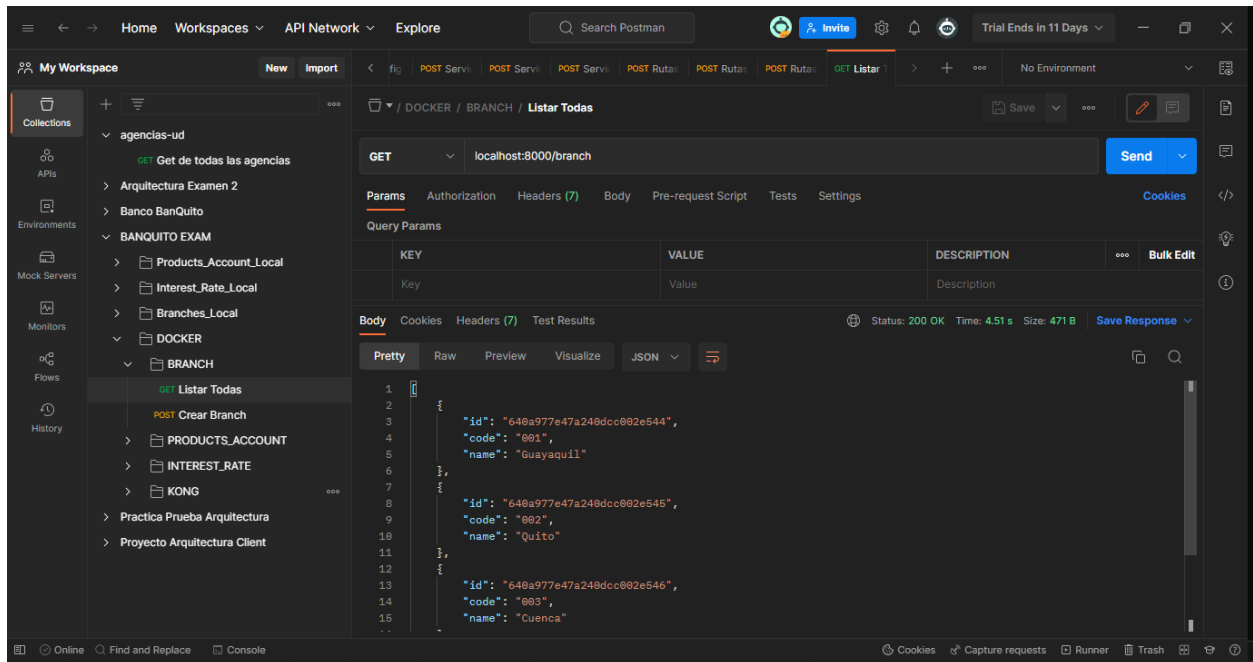 Home Workspaces API Network Explore Search Postman Invite Trial Ends in 11 Days
My Workspace New Import fig POST Servi POST Servi POST Servi POST Rutas POST Rutas POST Rutas GET Listar T No Environment
Collections
APIs
Environments
Mock Servers
Monitors
Flows
History
agencias-ud
GET Get de todas las agencias
Arquitectura Examen 2
Banco BanQuito
BANQUITO EXAM
Products_Account_Local
Interest_Rate_Local
Branches_Local
DOCKER
BRANCH
GET Listar Todas
POST Crear Branch
PRODUCTS_ACCOUNT
INTEREST_RATE
KONG
Practica Prueba Arquitectura
Proyecto Arquitectura Client
/ DOCKER / BRANCH / Listar Todas Save
GET localhost:8000/branch Send
Params Authorization Headers (7) Body Pre-request Script Tests Settings Cookies
Query Params
KEY VALUE DESCRIPTION Bulk Edit
Key Value Description
Body Cookies Headers (7) Test Results Status: 200 OK Time: 4.51 s Size: 471 B Save Response
Pretty Raw Preview Visualize JSON
1 [
2 {
3 "id": "640a977e47a240dcc002e544",
4 "code": "001",
5 "name": "Guayaquil"
6 },
7 {
8 "id": "640a977e47a240dcc002e545",
9 "code": "002",
10 "name": "Quito"
11 },
12 {
13 "id": "640a977e47a240dcc002e546",
14 "code": "003",
15 "name": "Cuenca"
Online Find and Replace Console Cookies Capture requests Runner Trash